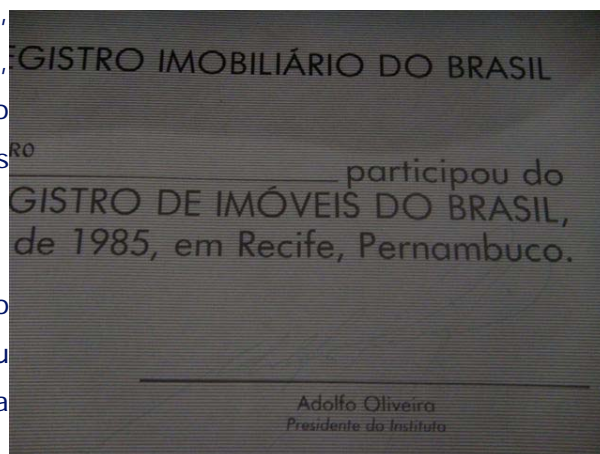 EGISTRO IMOBILIÁRIO DO BRASIL
RO
participou do
GISTRO DE IMÓVEIS DO BRASIL,
de 1985, em Recife, Pernambuco.
Adolfo Oliveira
Presidente do Instituto